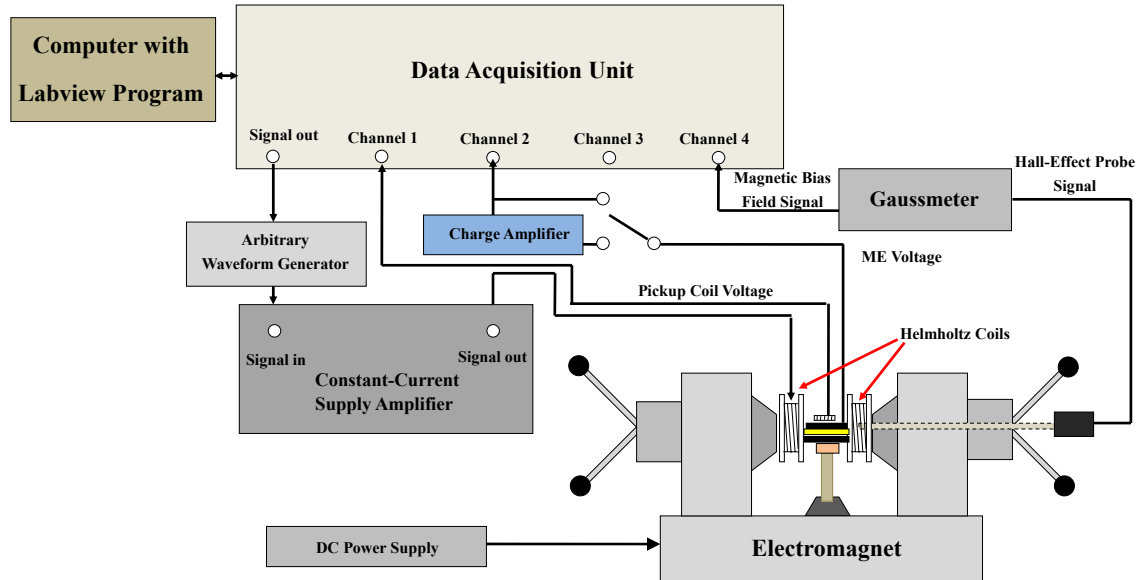 Computer with
Labview Program
Data Acquisition Unit
Signal out
Channel 1
Channel 2
Channel 3
Channel 4
Hall-Effect Probe
Signal
Magnetic Bias
Field Signal
Gaussmeter
Charge Amplifier
Arbitrary
Waveform Generator
ME Voltage
Pickup Coil Voltage
Helmholtz Coils
Signal in
Signal out
Constant-Current
Supply Amplifier
DC Power Supply
Electromagnet